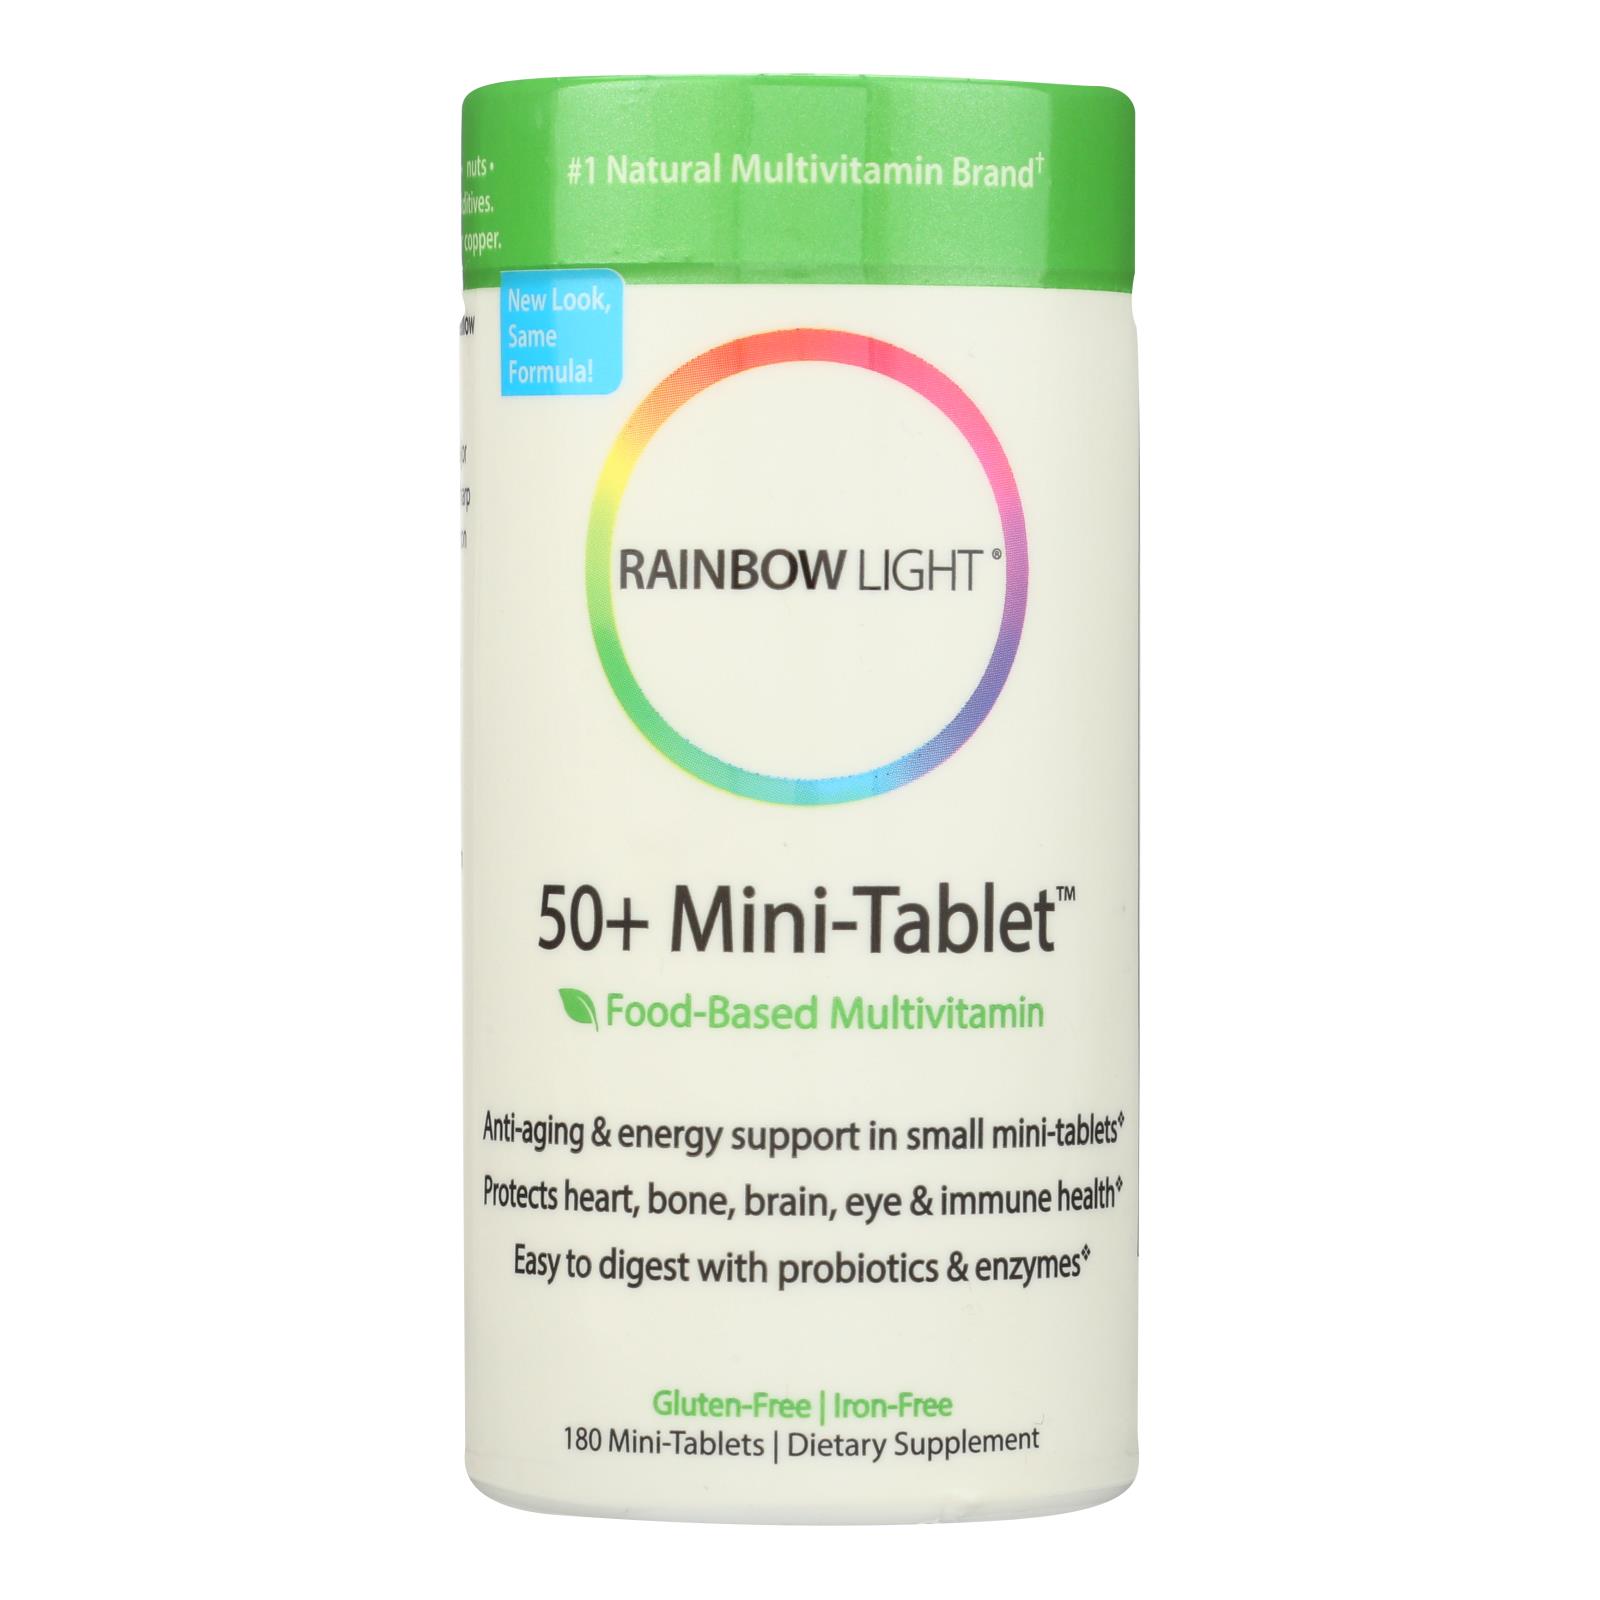 #1 Natural Multivitamin Brand†
nuts •
copper.
New Look,
Same
Formula!
RAINBOW LIGHT®
50+ Mini-Tablet™
Food-Based Multivitamin
Anti-aging & energy support in small mini-tablets❖
Protects heart, bone, brain, eye & immune health❖
Easy to digest with probiotics & enzymes❖
Gluten-Free | Iron-Free
180 Mini-Tablets | Dietary Supplement